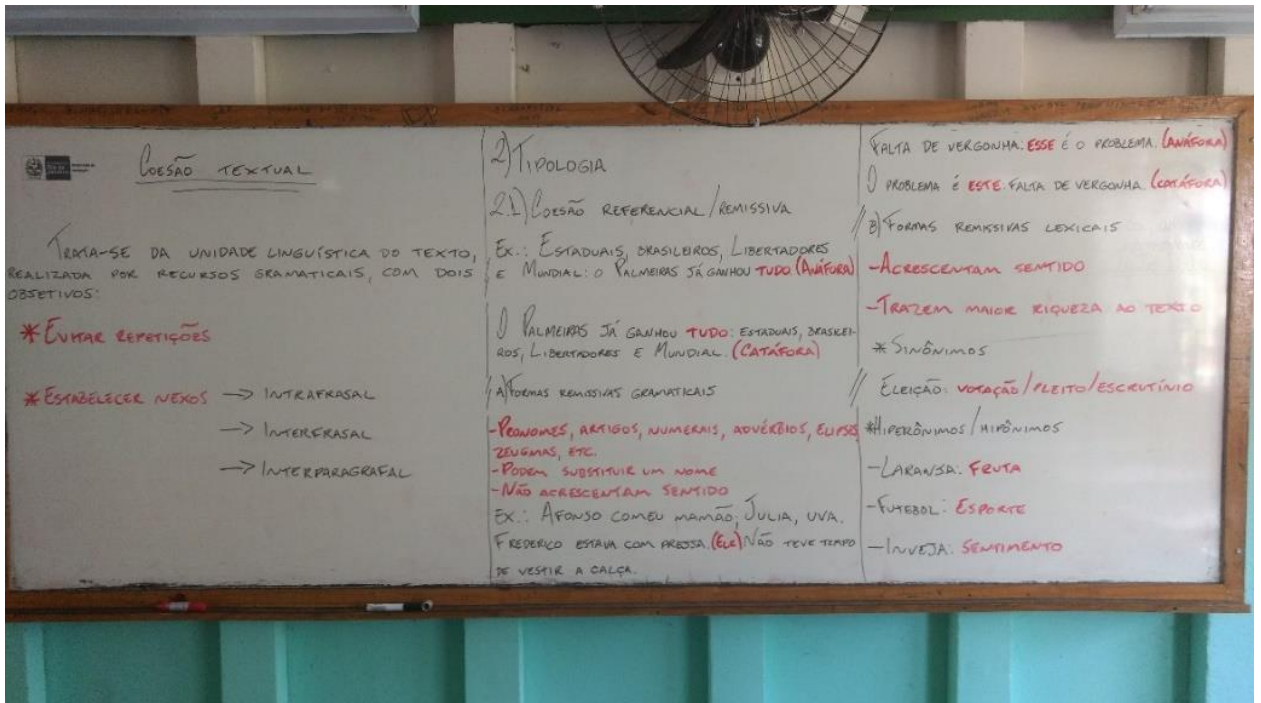 COESÃO TEXTUAL
TRATA-SE DA UNIDADE LINGUÍSTICA DO TEXTO,
REALIZADA POR RECURSOS GRAMATICAIS, COM DOIS
OBJETIVOS:
* EVITAR REPETIÇÕES
* ESTABELECER NEXOS -> INTRAFRASAL
-> INTERFRASAL
-> INTERPARAGRAFAL
2) TIPOLOGIA
2.1) COESÃO REFERENCIAL/REMISSIVA
EX.: ESTADUAIS, BRASILEIROS, LIBERTADORES
E MUNDIAL: O PALMEIRAS JÁ GANHOU TUDO. (ANÁFORA)
O PALMEIRAS JÁ GANHOU TUDO: ESTADUAIS, BRASILEI-
ROS, LIBERTADORES E MUNDIAL. (CATÁFORA)
A) FORMAS REMISSIVAS GRAMATICAIS
- PRONOMES, ARTIGOS, NUMERAIS, ADVÉRBIOS, ELIPSES,
ZEUGMAS, ETC.
- PODEM SUBSTITUIR UM NOME
- NÃO ACRESCENTAM SENTIDO
EX.: AFONSO COMEU MAMÃO; JULIA, UVA.
FREDERICO ESTAVA COM PRESSA. (ELE) NÃO TEVE TEMPO
DE VESTIR A CALÇA.
FALTA DE VERGONHA. ESSE É O PROBLEMA. (ANÁFORA)
O PROBLEMA É ESTE: FALTA DE VERGONHA. (CATÁFORA)
B) FORMAS REMISSIVAS LEXICAIS
- ACRESCENTAM SENTIDO
- TRAZEM MAIOR RIQUEZA AO TEXTO
* SINÔNIMOS
ELEIÇÃO: VOTAÇÃO/PLEITO/ESCRUTÍNIO
* HIPERÔNIMOS/HIPÔNIMOS
- LARANJA: FRUTA
- FUTEBOL: ESPORTE
- INVEJA: SENTIMENTO